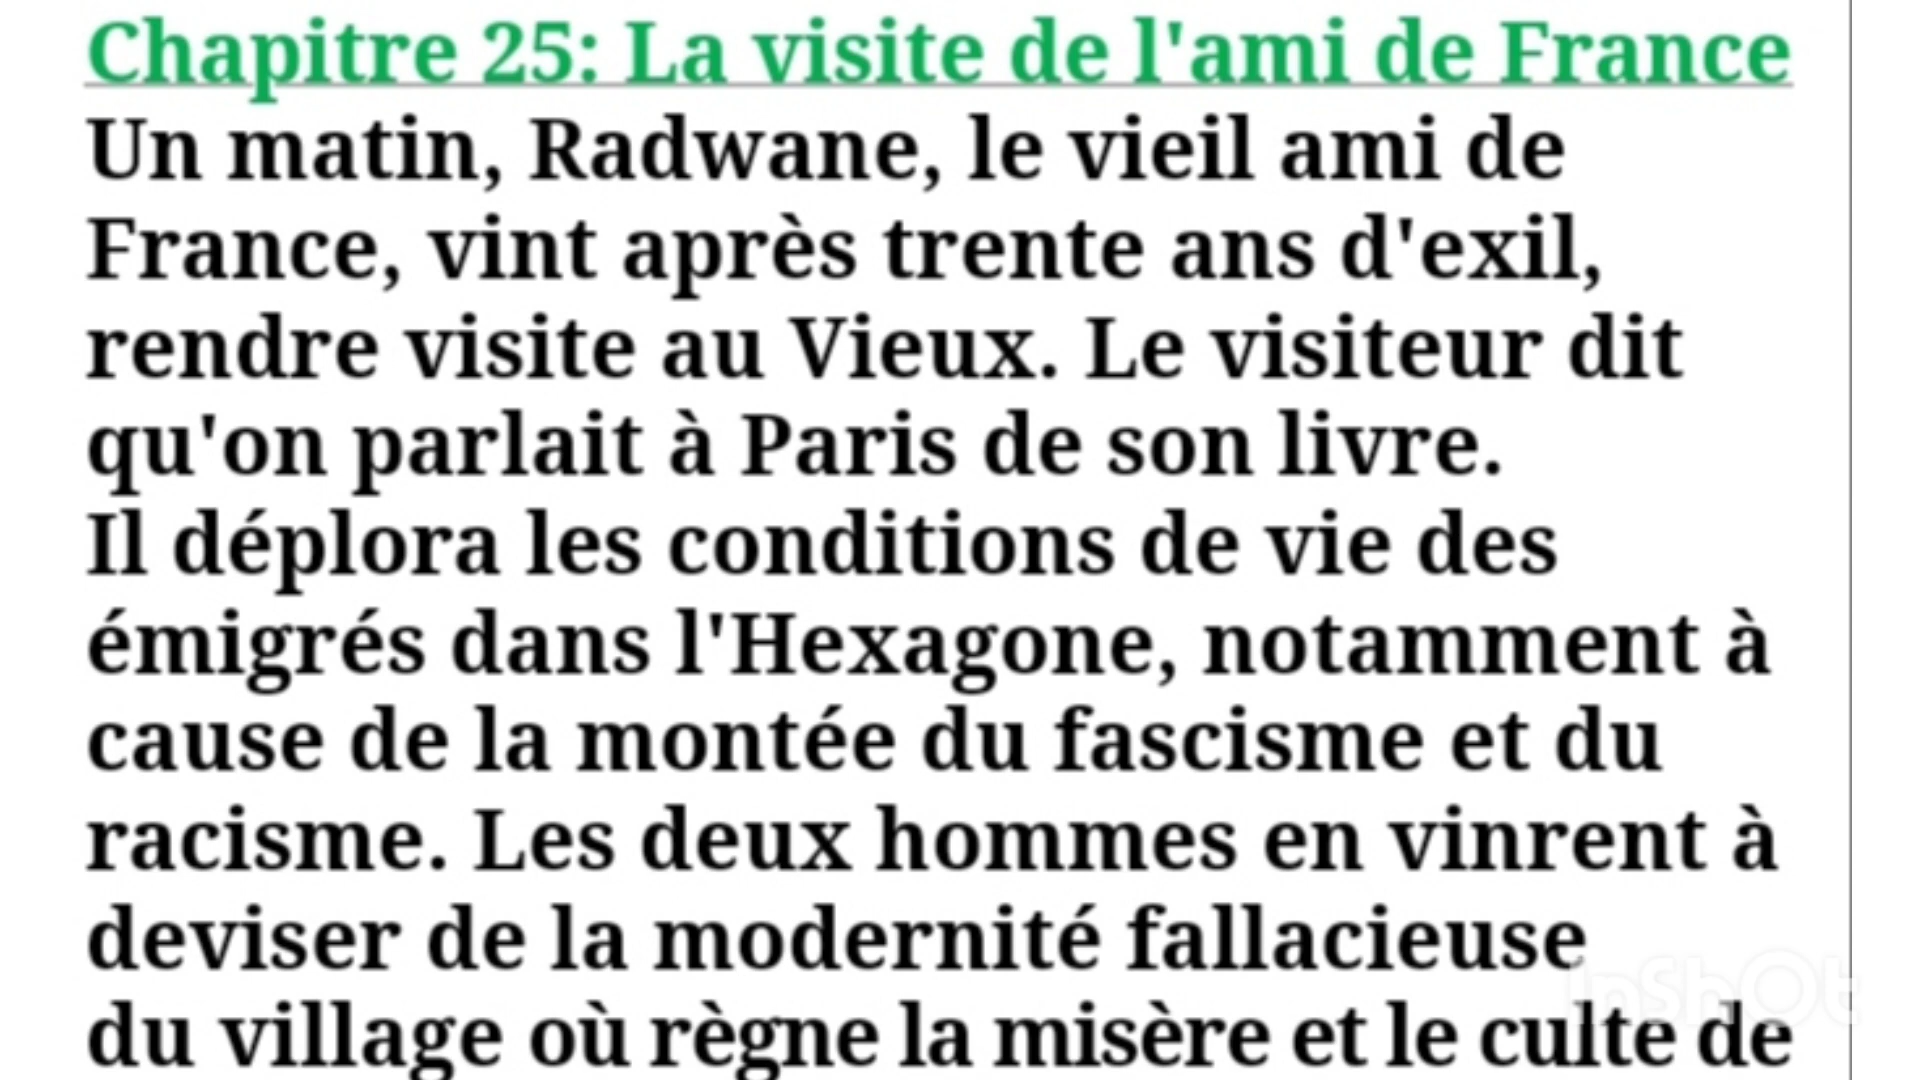 Chapitre 25: La visite de l'ami de France
Un matin, Radwane, le vieil ami de
France, vint après trente ans d'exil,
rendre visite au Vieux. Le visiteur dit
qu'on parlait à Paris de son livre.
Il déplora les conditions de vie des
émigrés dans l'Hexagone, notamment à
cause de la montée du fascisme et du
racisme. Les deux hommes en vinrent à
deviser de la modernité fallacieuse
du village où règne la misère et le culte de
InShOt